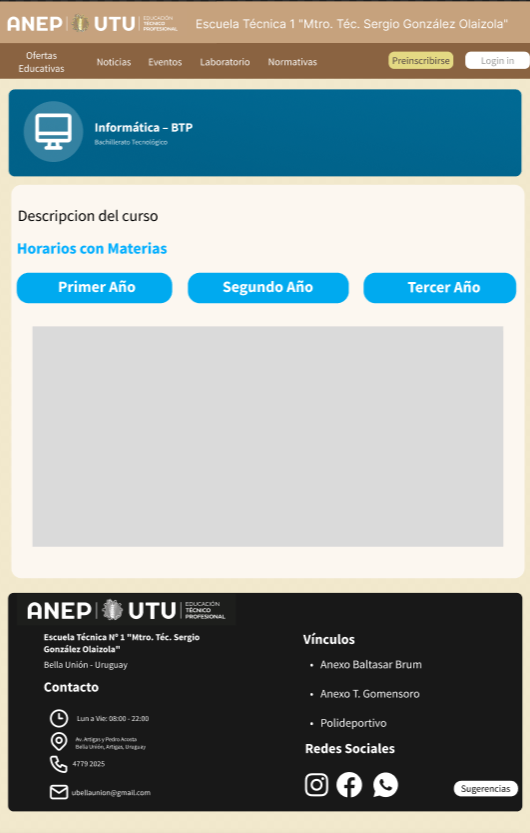 ANEP UTU EDUCACIÓN
TÉCNICO
PROFESIONAL
Escuela Técnica 1 "Mtro. Téc. Sergio González Olaizola"
Ofertas
Educativas
Noticias
Eventos
Laboratorio
Normativas
Preinscribirse
Login in
Informática – BTP
Bachillerato Tecnológico
Descripcion del curso
Horarios con Materias
Primer Año
Segundo Año
Tercer Año
ANEP UTU EDUCACIÓN
TÉCNICO
PROFESIONAL
Escuela Técnica Nº 1 "Mtro. Téc. Sergio
González Olaizola"
Bella Unión - Uruguay
Contacto
Lun a Vie: 08:00 - 22:00
Av. Artigas y Pedro Acosta
Bella Unión, Artigas, Uruguay
4779 2025
ubellaunion@gmail.com
Vínculos
• Anexo Baltasar Brum
• Anexo T. Gomensoro
• Polideportivo
Redes Sociales
Sugerencias